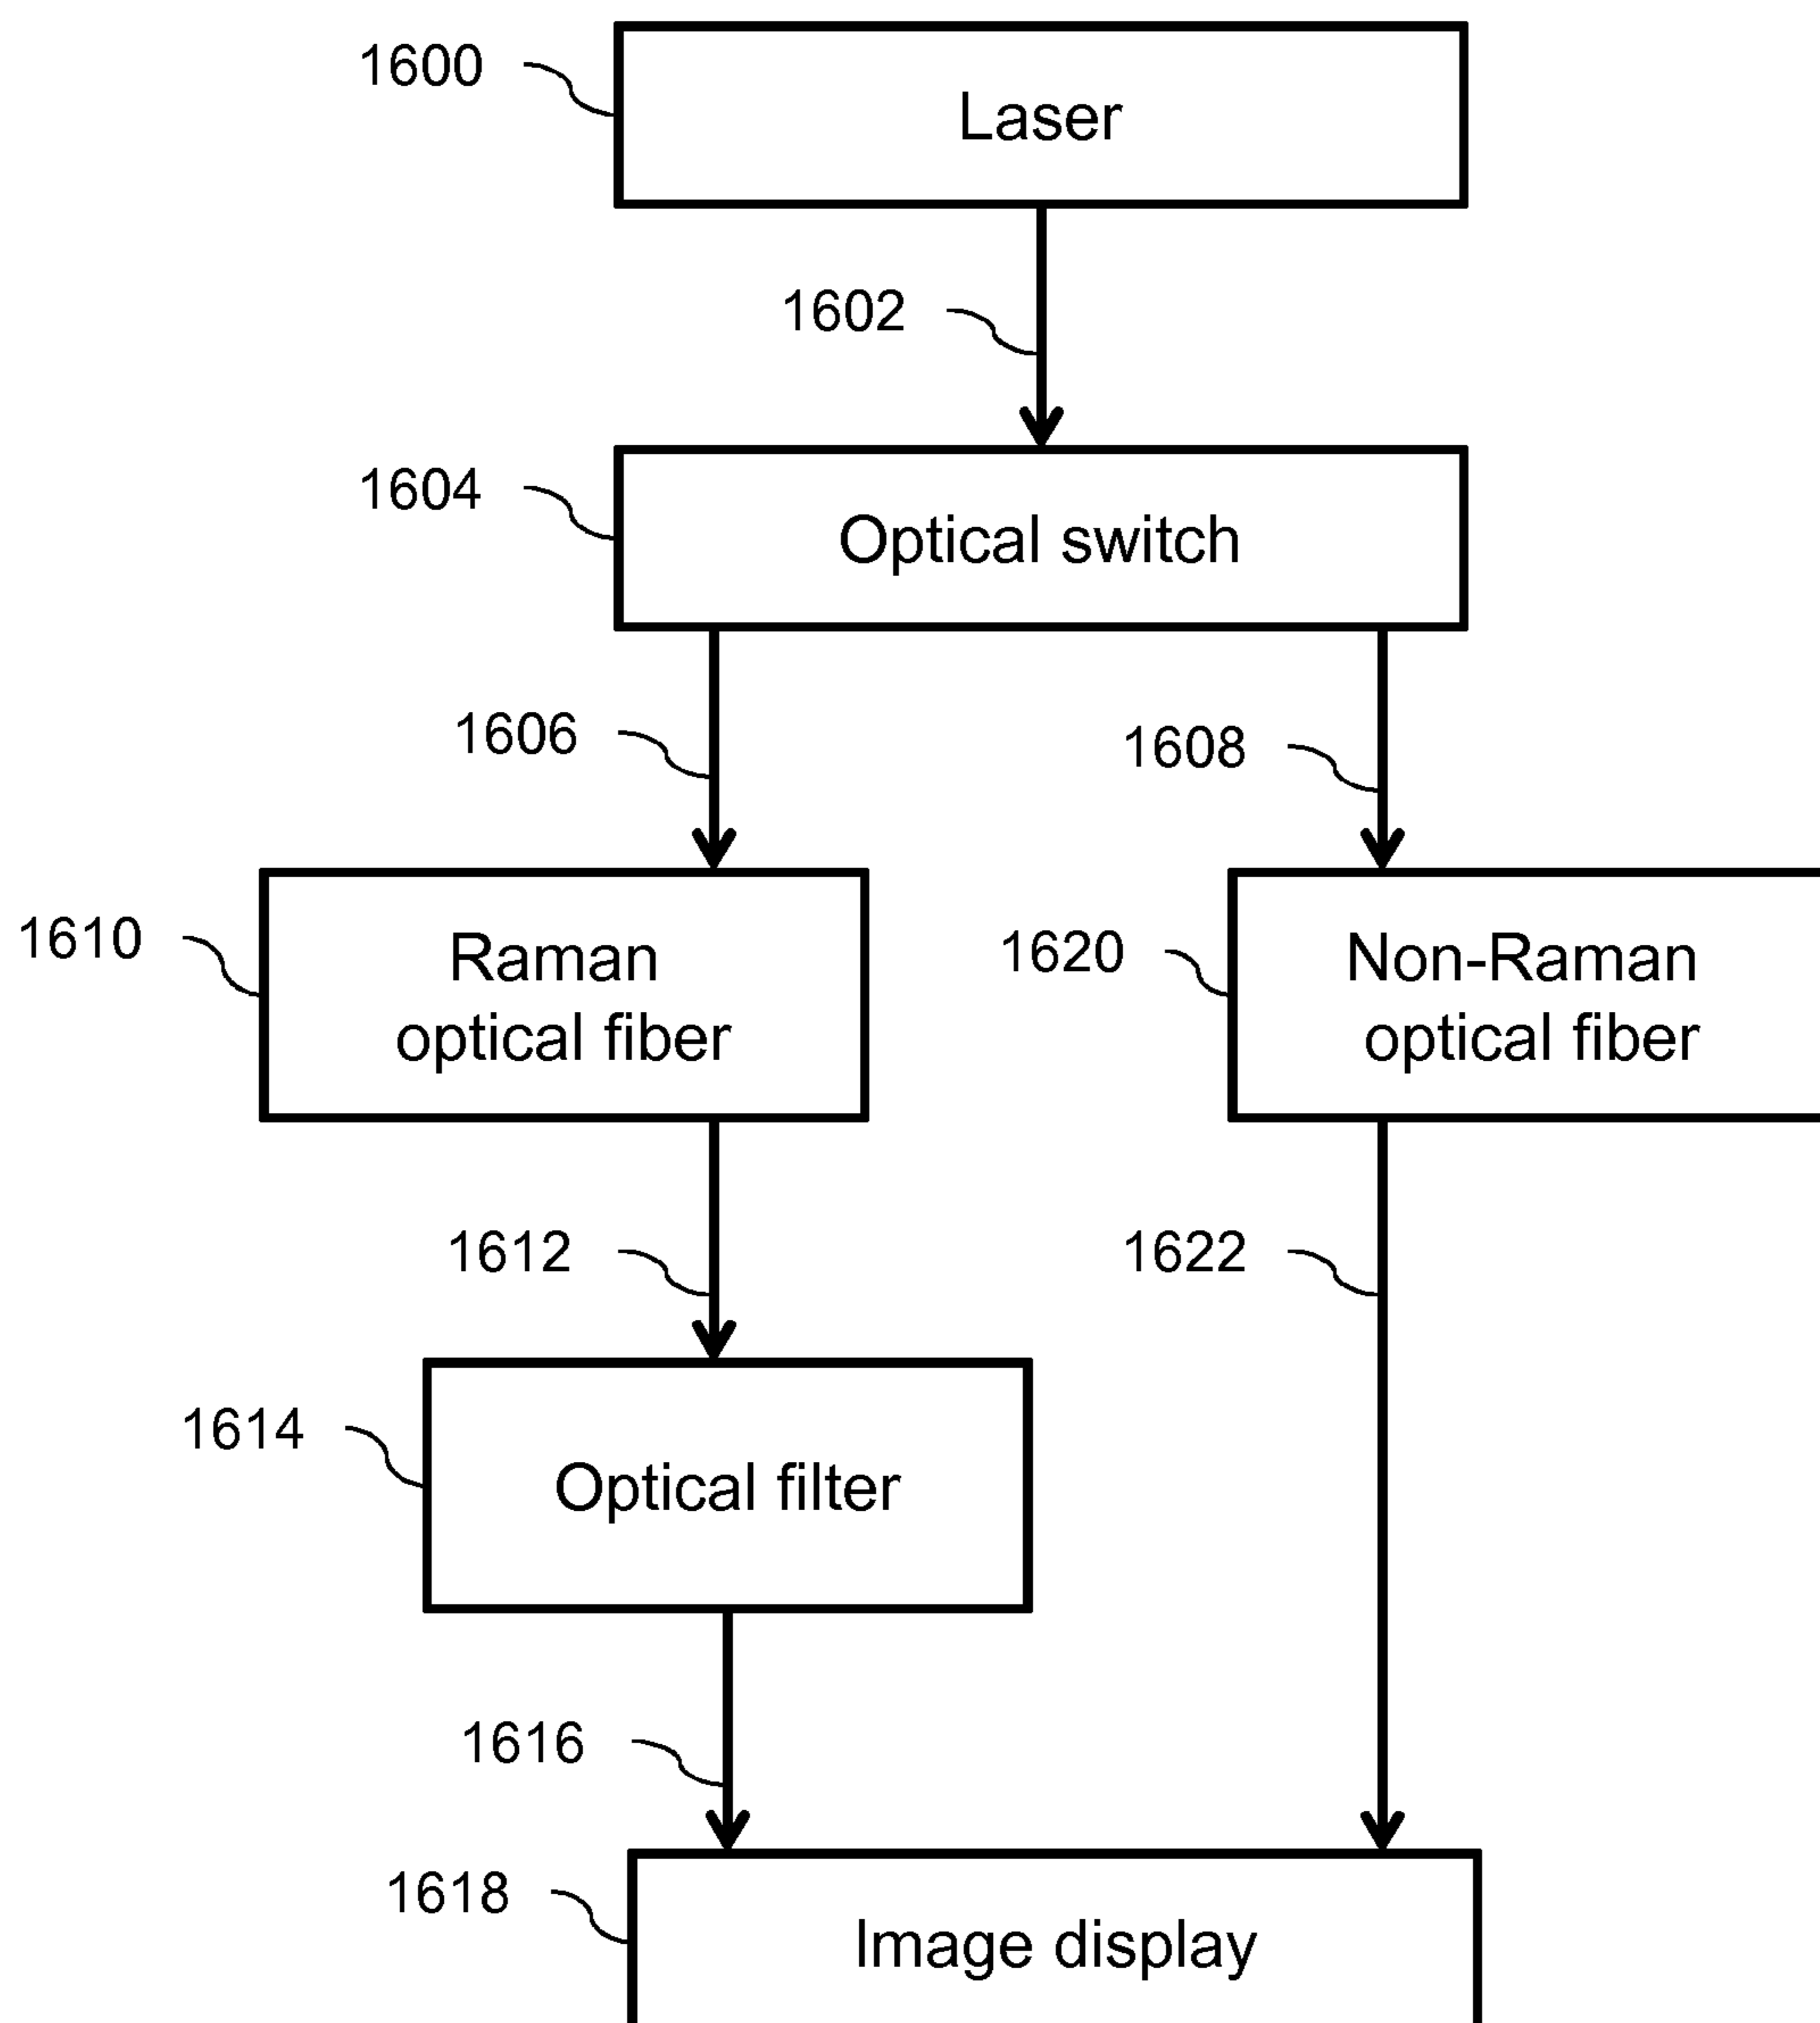 1600
Laser
1602
1604
Optical switch
1606
1608
1610
Raman
optical fiber
1620
Non-Raman
optical fiber
1612
1622
1614
Optical filter
1616
1618
Image display